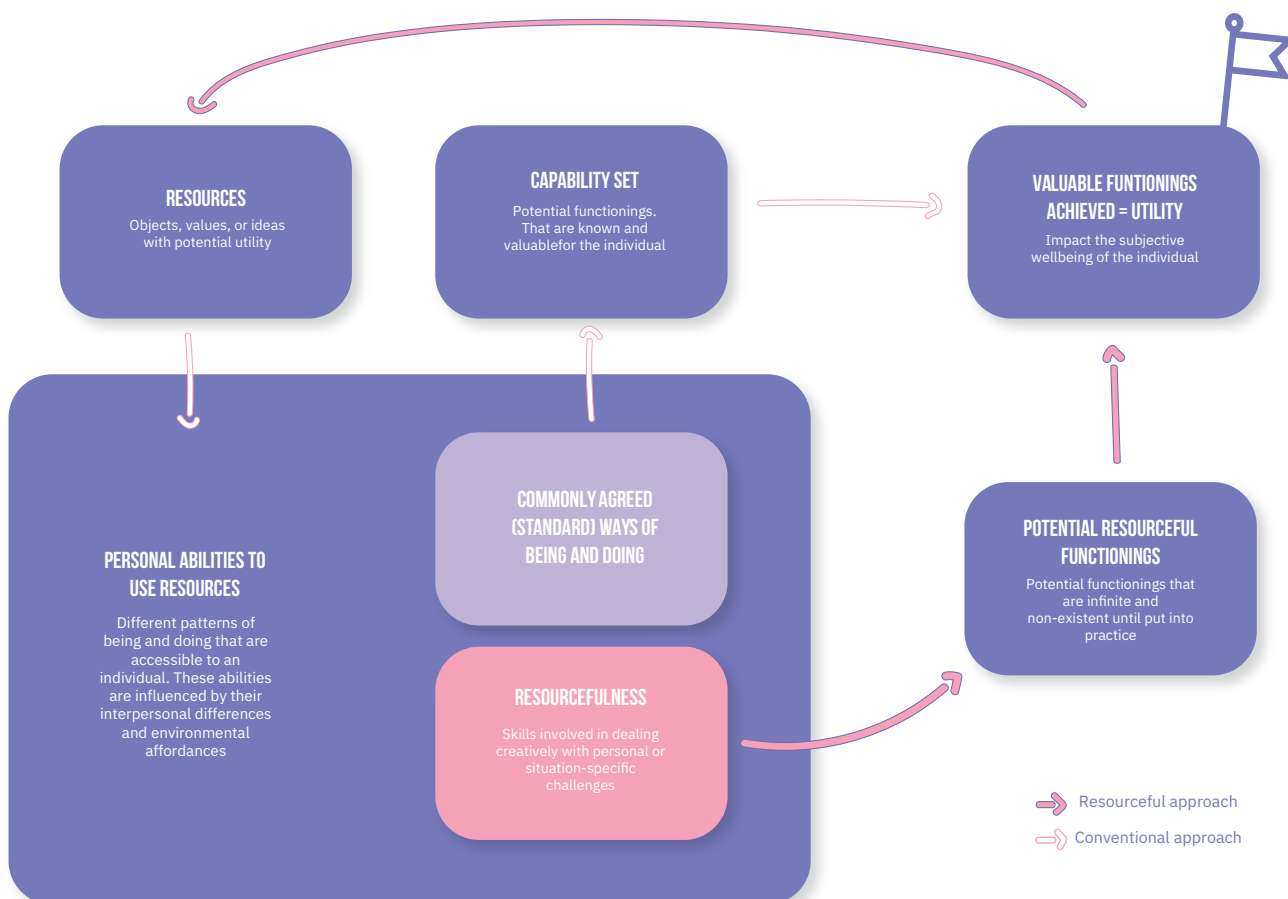 RESOURCES
Objects, values, or ideas
with potential utility
CAPABILITY SET
Potential functionings.
That are known and
valuablefor the individual
VALUABLE FUNTIONINGS
ACHIEVED = UTILITY
Impact the subjective
wellbeing of the individual
PERSONAL ABILITIES TO
USE RESOURCES
Different patterns of
being and doing that are
accessible to an
individual. These abilities
are influenced by their
interpersonal differences
and environmental
affordances
COMMONLY AGREED
(STANDARD) WAYS OF
BEING AND DOING
RESOURCEFULNESS
Skills involved in dealing
creatively with personal or
situation-specific
challenges
POTENTIAL RESOURCEFUL
FUNCTIONINGS
Potential functionings that
are infinite and
non-existent until put into
practice
Resourceful approach
Conventional approach